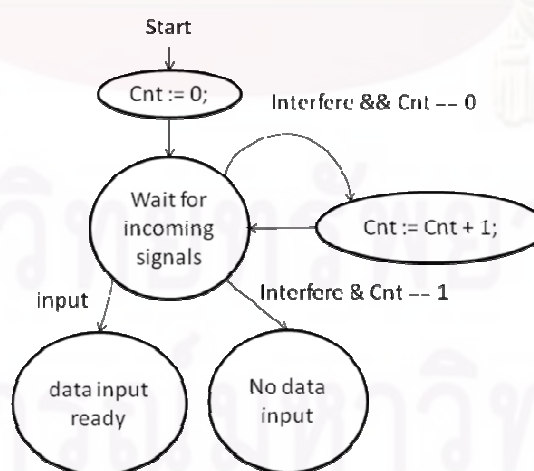 Start
Cnt := 0;
Interfere && Cnt -- 0
Wait for
incoming
signals
Cnt := Cnt + 1;
input
Interfere & Cnt -- 1
data input
ready
No data
input